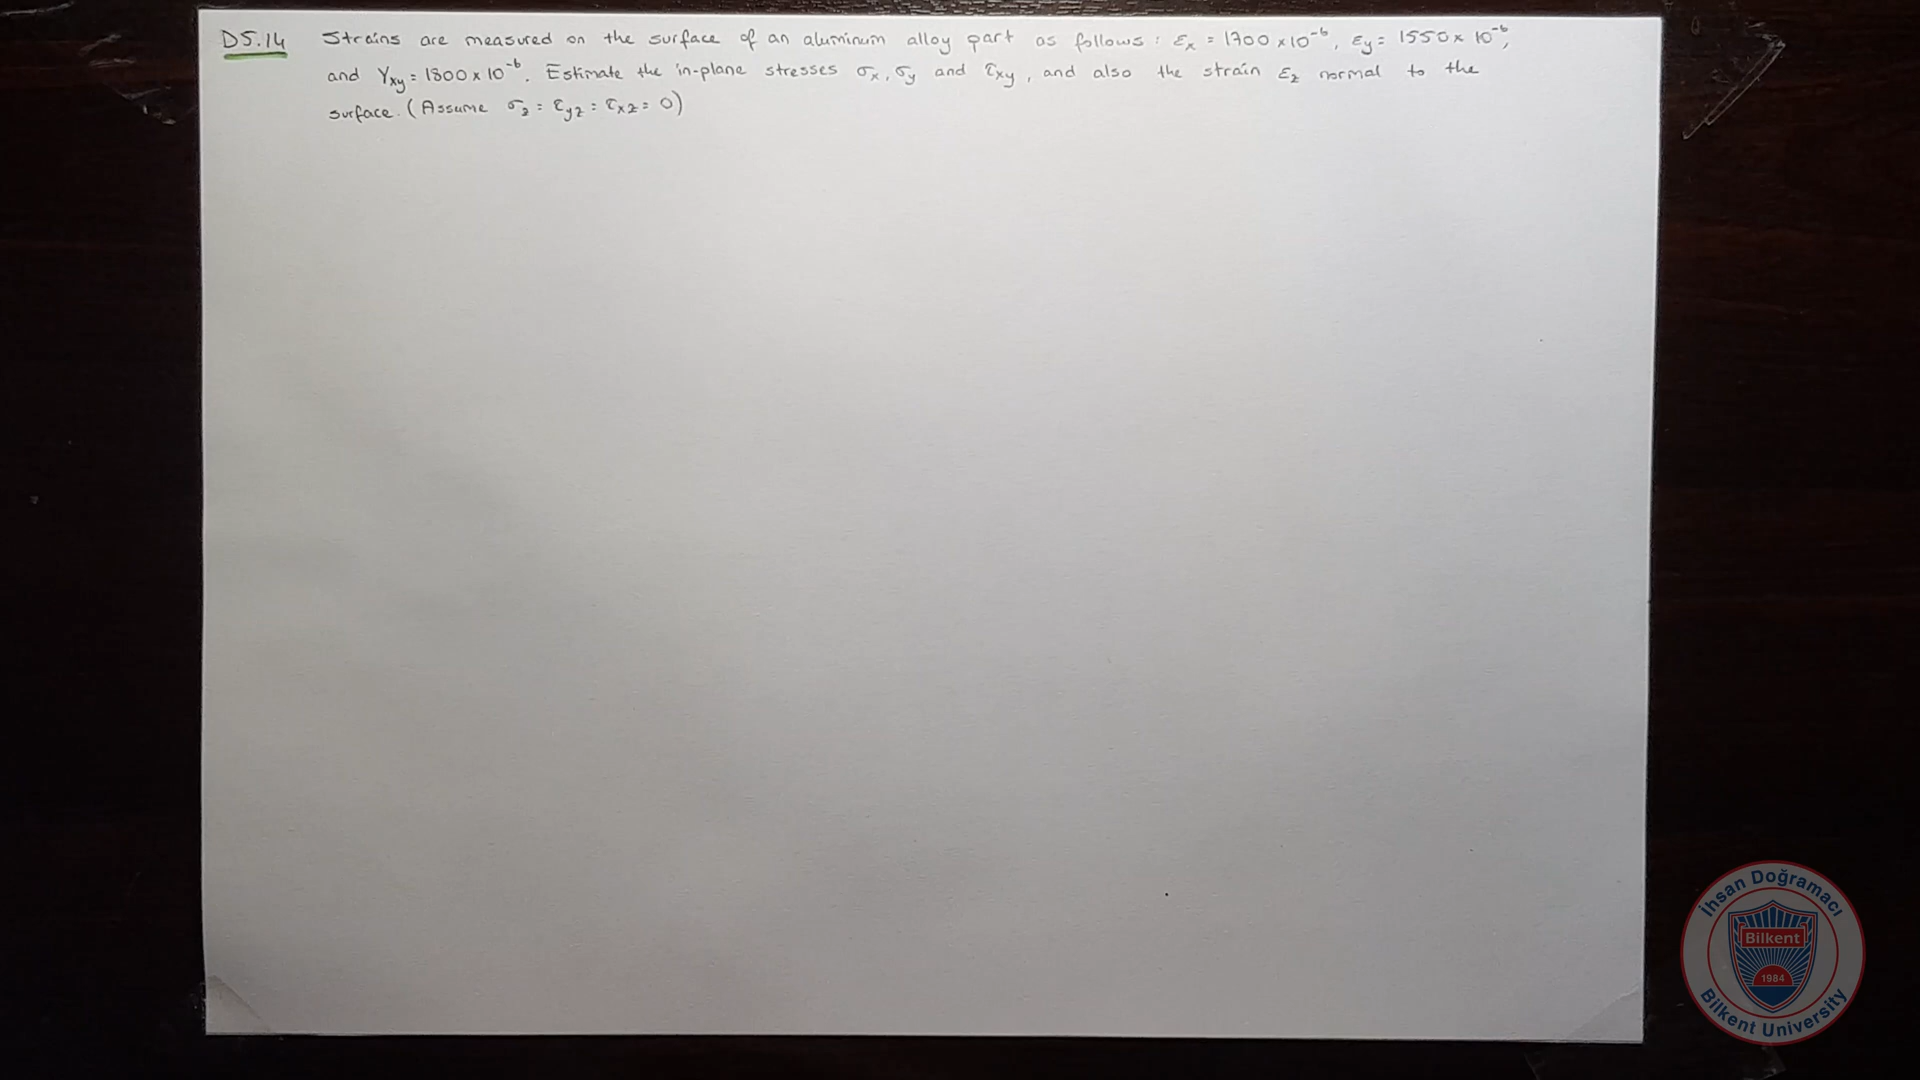 D5.14 Strains are measured on the surface of an aluminum alloy part as follows : εx = 1700 x 10⁻⁶, εy = 1550 x 10⁻⁶,
and γxy = 1800 x 10⁻⁶. Estimate the in-plane stresses σx, σy and τxy, and also the strain εz normal to the
surface. (Assume σz = τyz = τxz = 0)
İhsan Doğramacı
Bilkent
1984
Bilkent University